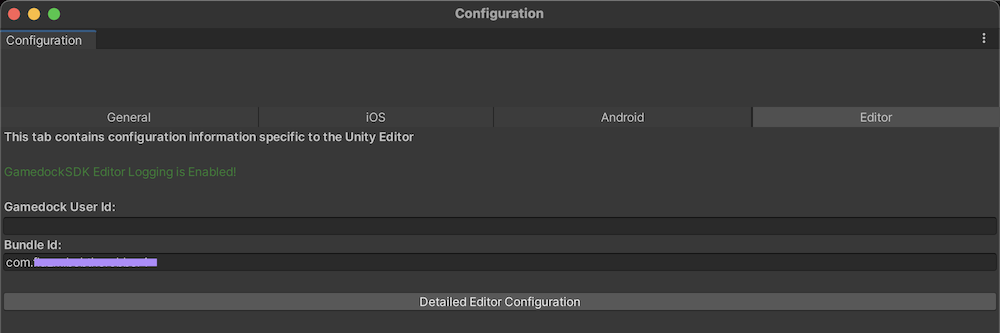 Configuration
Configuration
General iOS Android Editor
This tab contains configuration information specific to the Unity Editor
GamedockSDK Editor Logging is Enabled!
Gamedock User Id:
Bundle Id:
com.
Detailed Editor Configuration